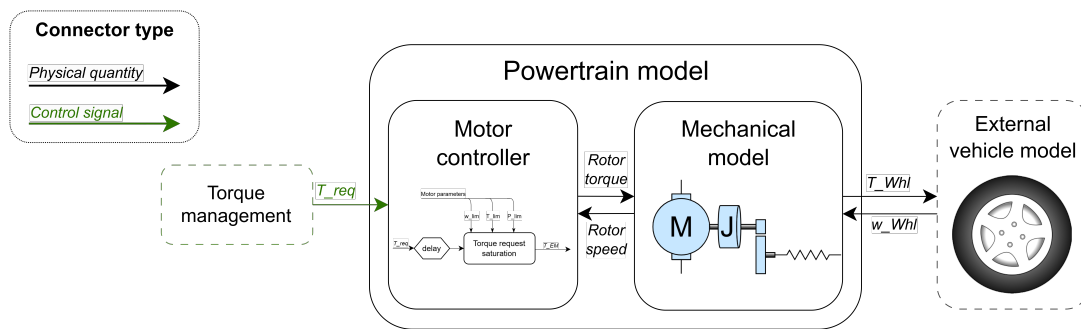 Connector type
Physical quantity
Control signal
Torque
management
T_req
Powertrain model
Motor
controller
Motor parameters
w_lim
T_lim
P_lim
T_req
delay
Torque request
saturation
T_EM
Rotor
torque
Rotor
speed
Mechanical
model
M
J
T_Whl
w_Whl
External
vehicle model